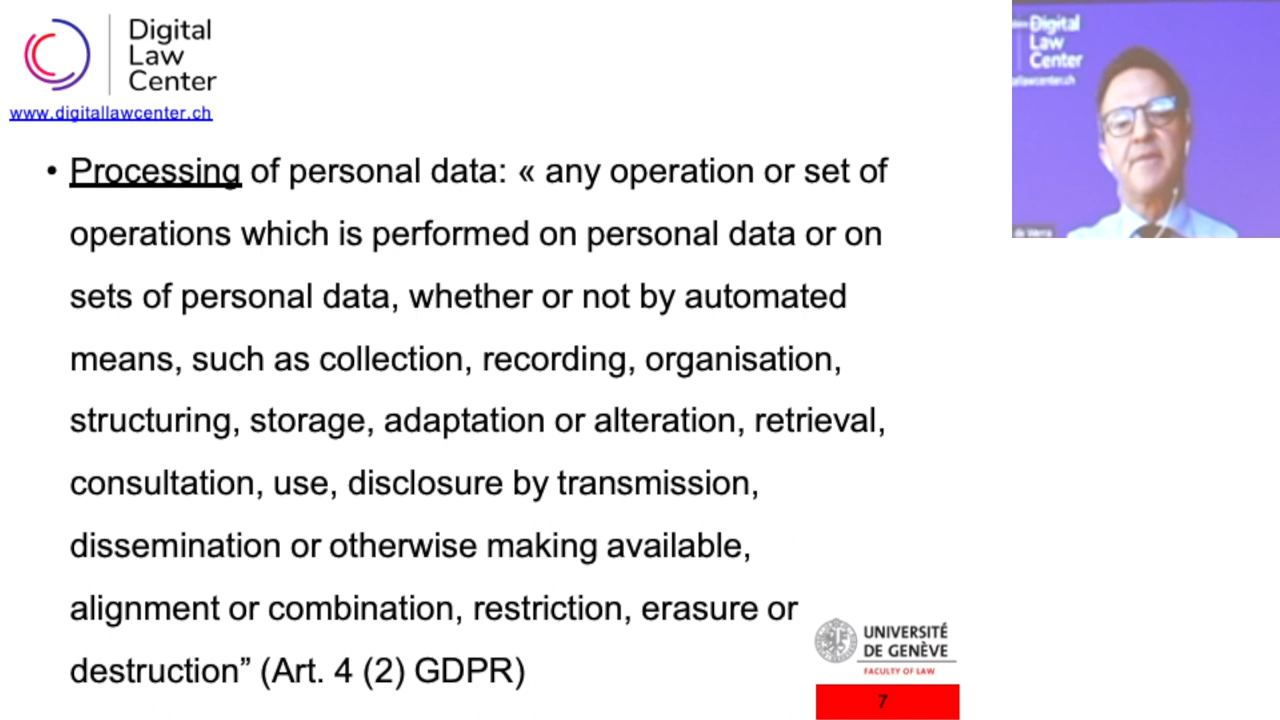 Digital
Law
Center
www.digitallawcenter.ch
• Processing of personal data: « any operation or set of
operations which is performed on personal data or on
sets of personal data, whether or not by automated
means, such as collection, recording, organisation,
structuring, storage, adaptation or alteration, retrieval,
consultation, use, disclosure by transmission,
dissemination or otherwise making available,
alignment or combination, restriction, erasure or
destruction” (Art. 4 (2) GDPR)
UNIVERSITÉ
DE GENÈVE
FACULTY OF LAW
7
Digital
Law
Center